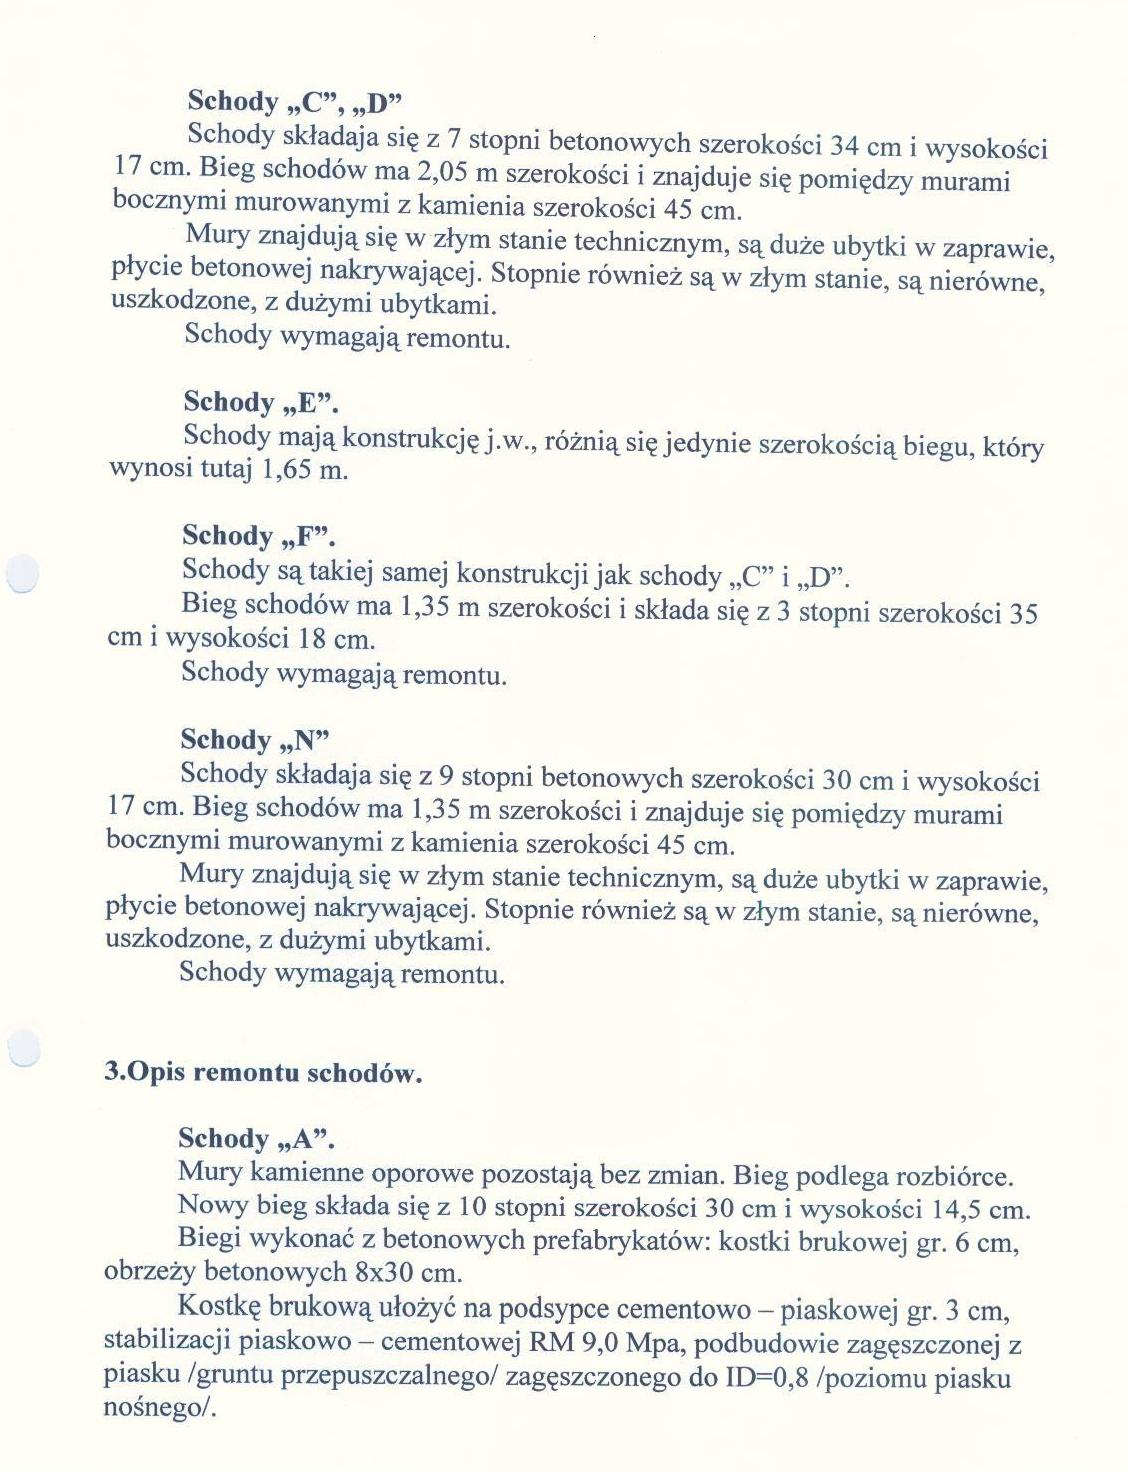 Schody „C”, „D”
Schody składaja się z 7 stopni betonowych szerokości 34 cm i wysokości
17 cm. Bieg schodów ma 2,05 m szerokości i znajduje się pomiędzy murami
bocznymi murowanymi z kamienia szerokości 45 cm.
Mury znajdują się w złym stanie technicznym, są duże ubytki w zaprawie,
płycie betonowej nakrywającej. Stopnie również są w złym stanie, są nierówne,
uszkodzone, z dużymi ubytkami.
Schody wymagają remontu.
Schody „E”.
Schody mają konstrukcję j.w., różnią się jedynie szerokością biegu, który
wynosi tutaj 1,65 m.
Schody „F”.
Schody są takiej samej konstrukcji jak schody „C” i „D”.
Bieg schodów ma 1,35 m szerokości i składa się z 3 stopni szerokości 35
cm i wysokości 18 cm.
Schody wymagają remontu.
Schody „N”
Schody składaja się z 9 stopni betonowych szerokości 30 cm i wysokości
17 cm. Bieg schodów ma 1,35 m szerokości i znajduje się pomiędzy murami
bocznymi murowanymi z kamienia szerokości 45 cm.
Mury znajdują się w złym stanie technicznym, są duże ubytki w zaprawie,
płycie betonowej nakrywającej. Stopnie również są w złym stanie, są nierówne,
uszkodzone, z dużymi ubytkami.
Schody wymagają remontu.
3.Opis remontu schodów.
Schody „A”.
Mury kamienne oporowe pozostają bez zmian. Bieg podlega rozbiórce.
Nowy bieg składa się z 10 stopni szerokości 30 cm i wysokości 14,5 cm.
Biegi wykonać z betonowych prefabrykatów: kostki brukowej gr. 6 cm,
obrzeży betonowych 8x30 cm.
Kostkę brukową ułożyć na podsypce cementowo – piaskowej gr. 3 cm,
stabilizacji piaskowo – cementowej RM 9,0 Mpa, podbudowie zagęszczonej z
piasku /gruntu przepuszczalnego/ zagęszczonego do ID=0,8 /poziomu piasku
nośnego/.